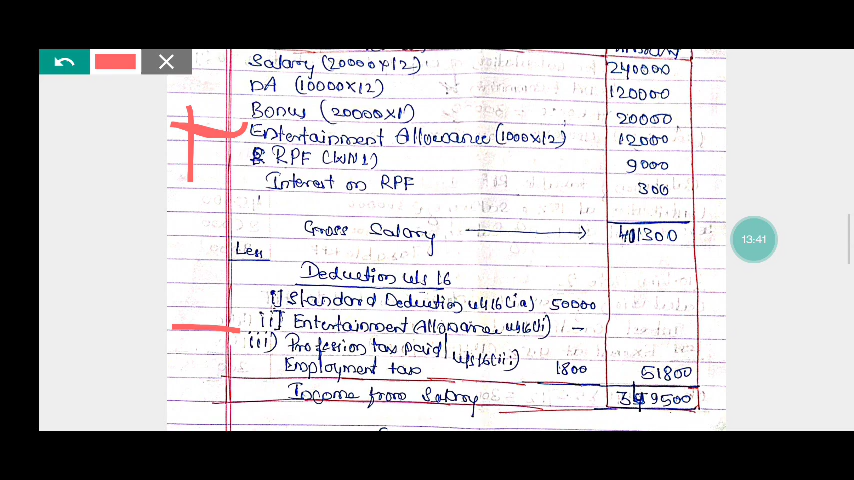 Salary (20000x12) 240000
DA (10000x12) 120000
Bonus (20000x1) 20000
Entertainment Allowance (1000x12) 12000
RPF (WN1) 9000
Interest on RPF 300
Gross Salary → 401300
Less
Deduction u/s 16
i] Standard Deduction u/s 16(ia) 50000
ii] Entertainment Allowance u/s 16(ii) -
(iii) Profession tax paid/ u/s 16(iii)
Employment tax 1800 51800
Income from Salary 349500
13:41